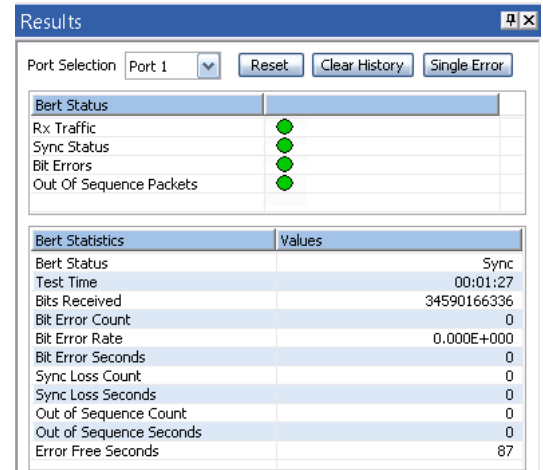 Results
Port Selection Port 1 Reset Clear History Single Error
Bert Status
Rx Traffic
Sync Status
Bit Errors
Out Of Sequence Packets
Bert Statistics Values
Bert Status Sync
Test Time 00:01:27
Bits Received 34590166336
Bit Error Count 0
Bit Error Rate 0.000E+000
Bit Error Seconds 0
Sync Loss Count 0
Sync Loss Seconds 0
Out of Sequence Count 0
Out of Sequence Seconds 0
Error Free Seconds 87